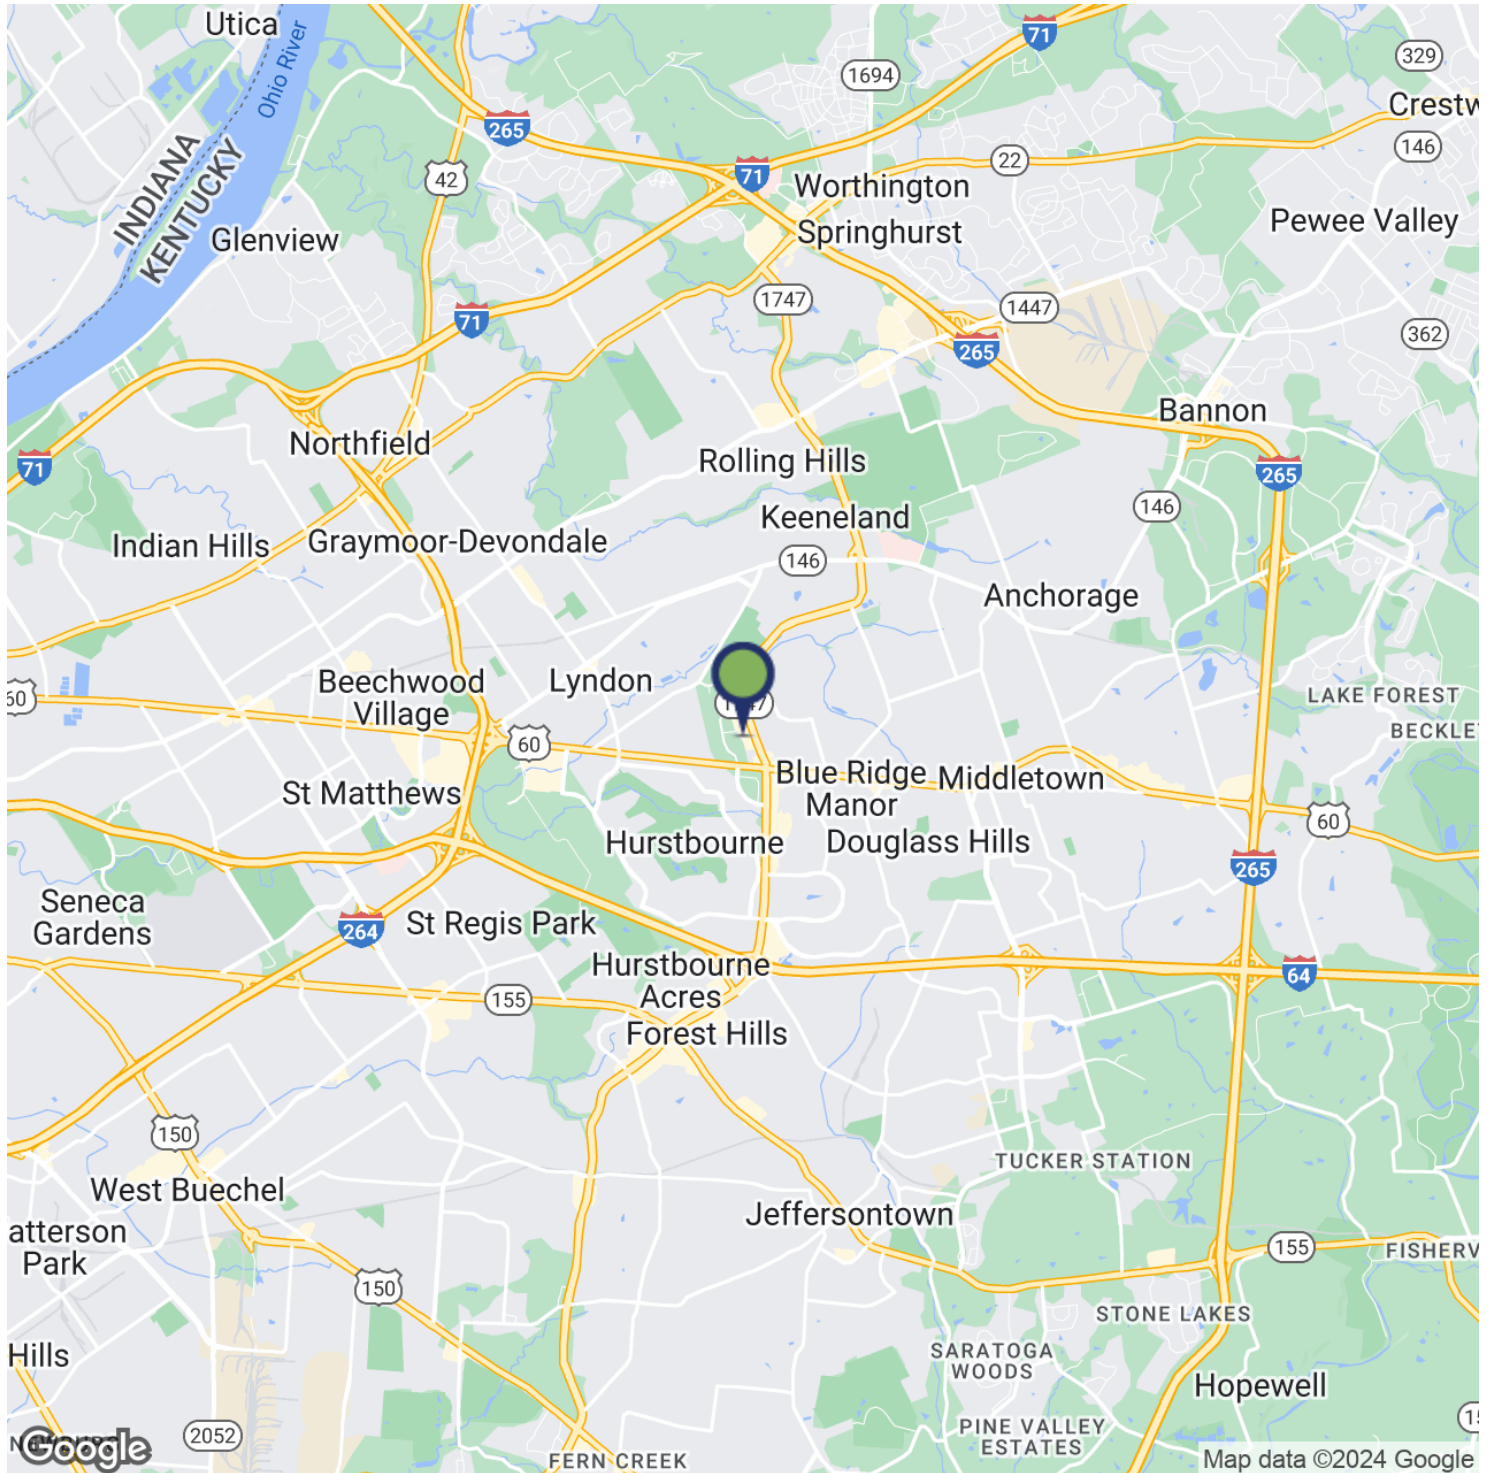 Utica
Ohio River
71
329
1694
Crestw
265
146
INDIANA
KENTUCKY
42
71
22
Worthington
Pewee Valley
Springhurst
Glenview
1747
1447
71
265
362
Bannon
Northfield
71
Rolling Hills
265
146
Keeneland
Indian Hills
Graymoor-Devondale
146
Anchorage
Beechwood
Village
Lyndon
LAKE FOREST
60
BECKLE
60
Blue Ridge
Manor
Middletown
St Matthews
60
Hurstbourne
Douglass Hills
265
Seneca
Gardens
264
St Regis Park
Hurstbourne
Acres
64
155
Forest Hills
150
TUCKER STATION
West Buechel
Jeffersontown
atterson
Park
155
FISHERV
150
STONE LAKES
Hills
SARATOGA
WOODS
Hopewell
15
2052
PINE VALLEY
ESTATES
Google
FERN CREEK
Map data ©2024 Google